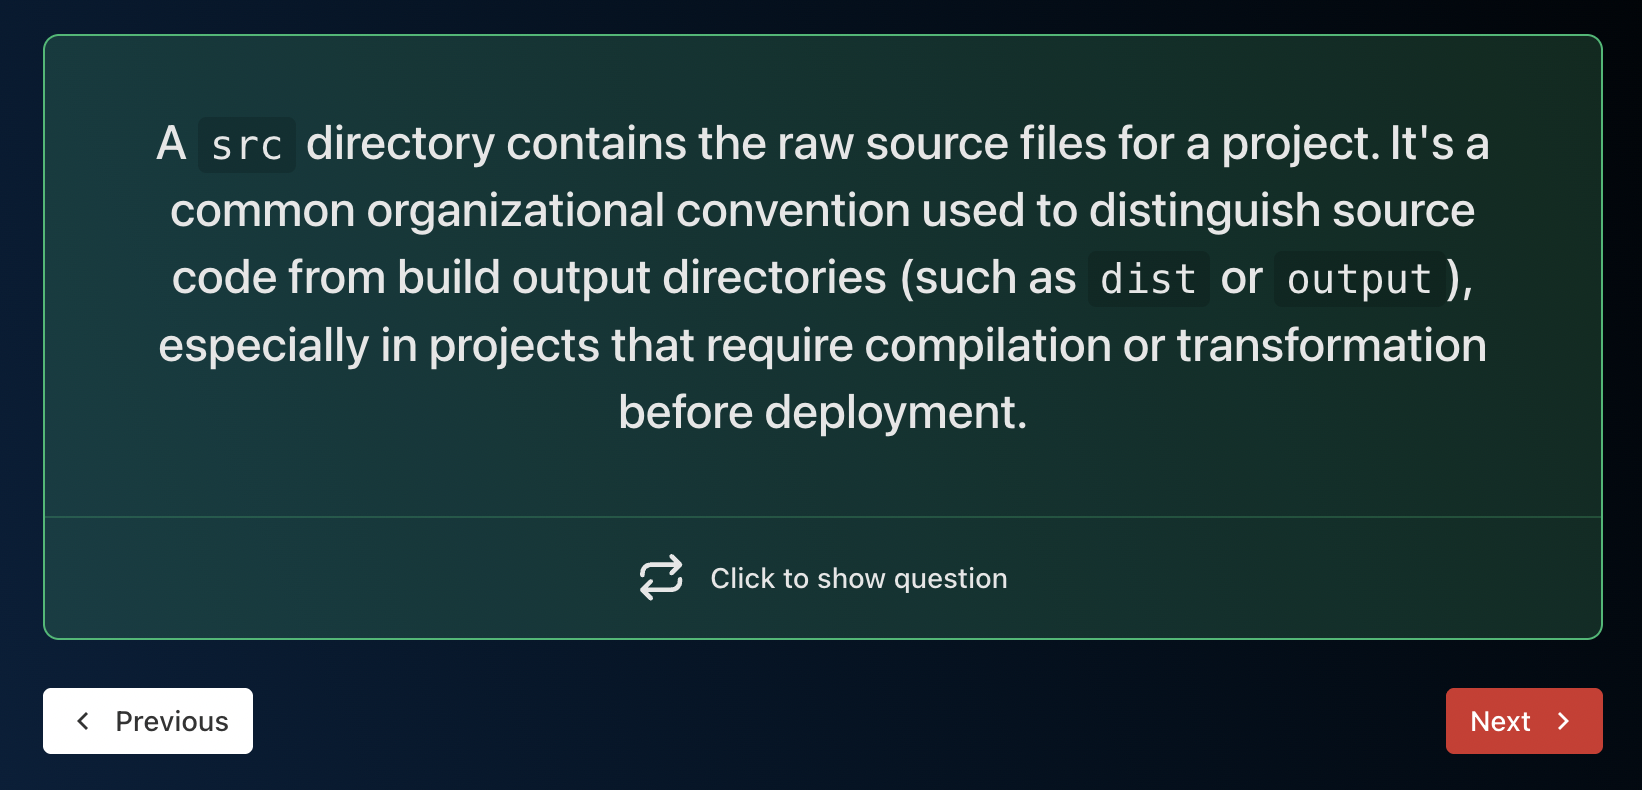 A src directory contains the raw source files for a project. It's a
common organizational convention used to distinguish source
code from build output directories (such as dist or output),
especially in projects that require compilation or transformation
before deployment.
Click to show question
Previous
Next